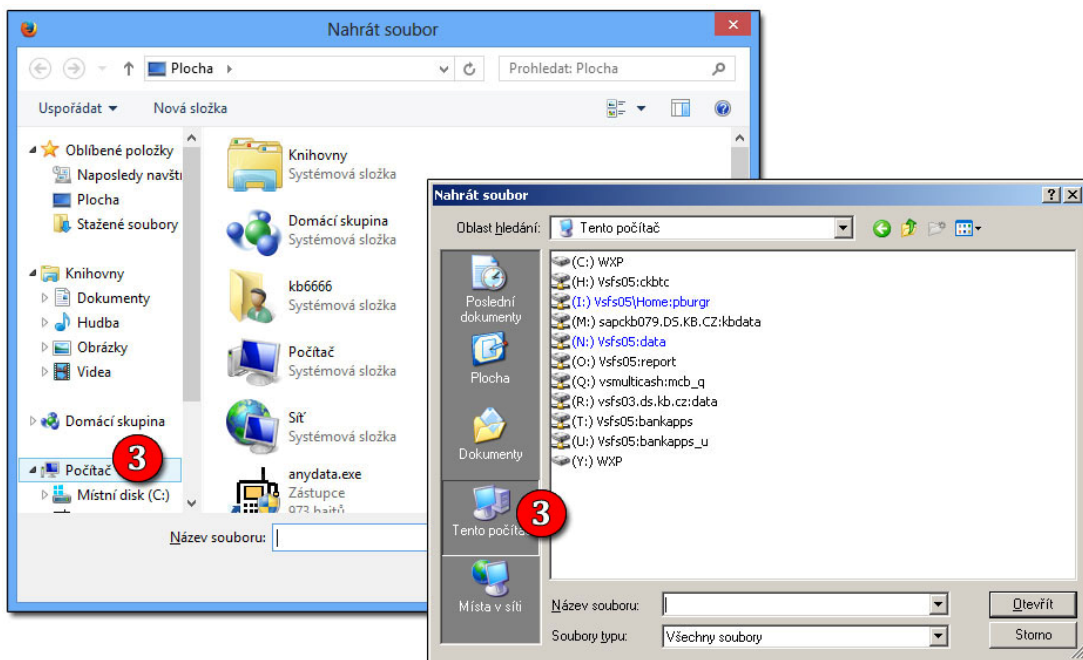 Nahrát soubor
Plocha
Prohledat: Plocha
Uspořádat
Nová složka
Oblíbené položky
Naposledy navšt
Plocha
Stažené soubory
Knihovny
Dokumenty
Hudba
Obrázky
Videa
Domácí skupina
Počítač
3
Místní disk (C:)
Knihovny
Systémová složka
Domácí skupina
Systémová složka
kb6666
Systémová složka
Počítač
Systémová složka
Síť
Systémová složka
anydata.exe
Zástupce
973 bajtů
Název souboru:
Nahrát soubor
Oblast hledání:
Tento počítač
Poslední
dokumenty
Plocha
Dokumenty
Tento počíta
3
Místa v síti
(C:) WXP
(H:) Vsfs05:ckbtc
(I:) Vsfs05\Home:pburgr
(M:) sapckb079.DS.KB.CZ:kbdata
(N:) Vsfs05:data
(O:) Vsfs05:report
(Q:) vsmulticash:mcb_q
(R:) vsfs03.ds.kb.cz:data
(T:) Vsfs05:bankapps
(U:) Vsfs05:bankapps_u
(Y:) WXP
Název souboru:
Otevřít
Soubory typu:
Všechny soubory
Storno